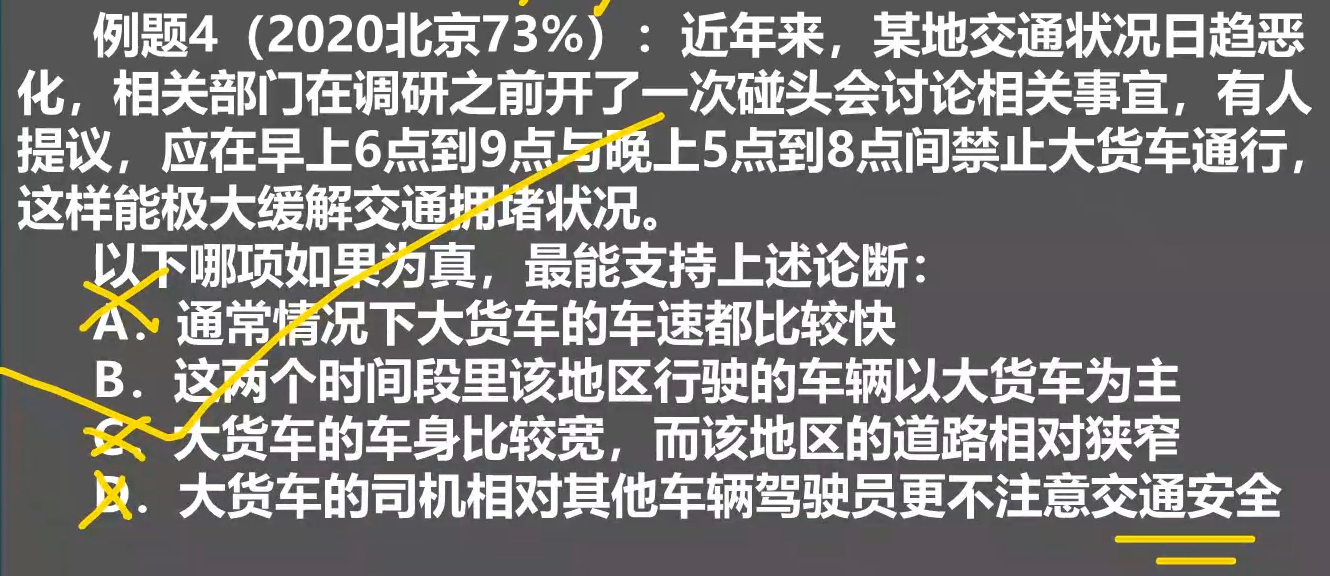 例题4（2020北京73%）：近年来，某地交通状况日趋恶
化，相关部门在调研之前开了一次碰头会讨论相关事宜，有人
提议，应在早上6点到9点与晚上5点到8点间禁止大货车通行，
这样能极大缓解交通拥堵状况。
以下哪项如果为真，最能支持上述论断：
A．通常情况下大货车的车速都比较快
B．这两个时间段里该地区行驶的车辆以大货车为主
C．大货车的车身比较宽，而该地区的道路相对狭窄
D．大货车的司机相对其他车辆驾驶员更不注意交通安全